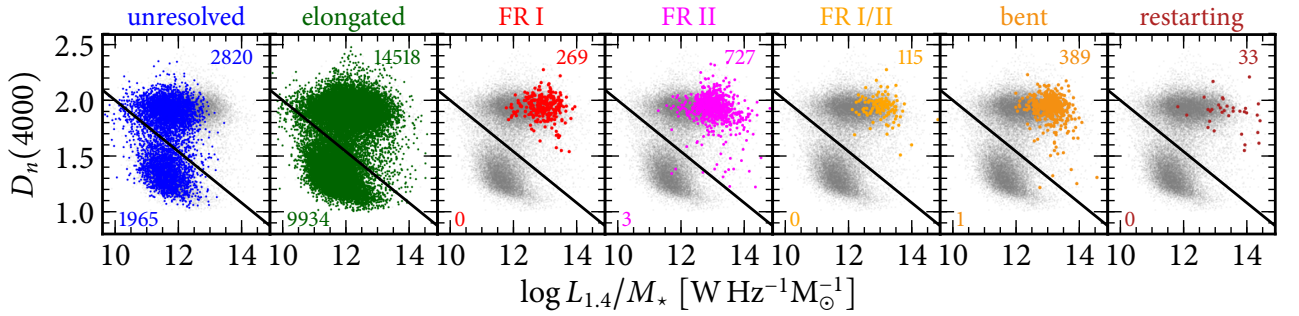 unresolved elongated FR I FR II FR I/II bent restarting
2.5
2820 14518 269 727 115 389 33
2.0
1.5
1.0
1965 9934 0 3 0 1 0
10 12 14 10 12 14 10 12 14 10 12 14 10 12 14 10 12 14 10 12 14
D_n(4000)
log L_{1.4}/M_⋆ [W Hz^{−1}M_⊙^{−1}]